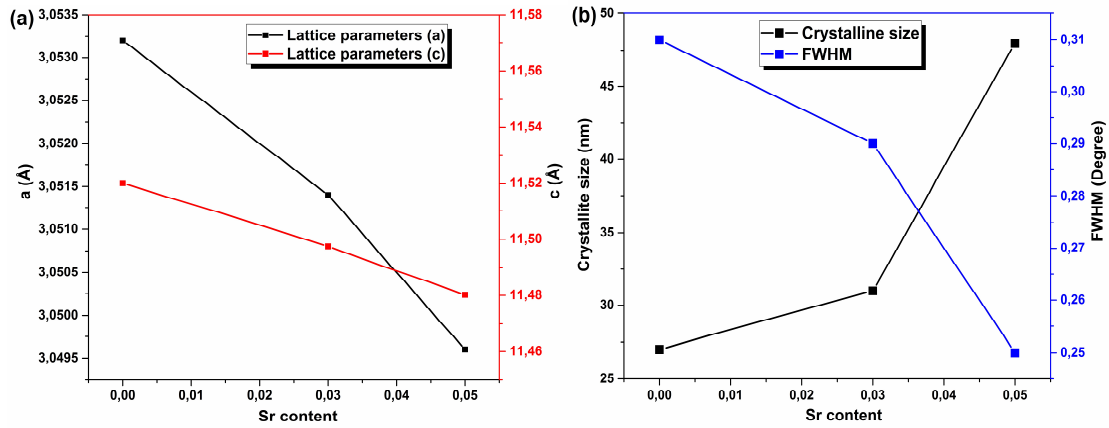 (a)
Lattice parameters (a)
Lattice parameters (c)
3,0535
3,0530
3,0525
3,0520
3,0515
3,0510
3,0505
3,0500
3,0495
a (Å)
11,58
11,56
11,54
11,52
11,50
11,48
11,46
c (Å)
0,00 0,01 0,02 0,03 0,04 0,05
Sr content
(b)
Crystalline size
FWHM
50
45
40
35
30
25
Crystallite size (nm)
0,31
0,30
0,29
0,28
0,27
0,26
0,25
FWHM (Degree)
0,00 0,01 0,02 0,03 0,04 0,05
Sr content